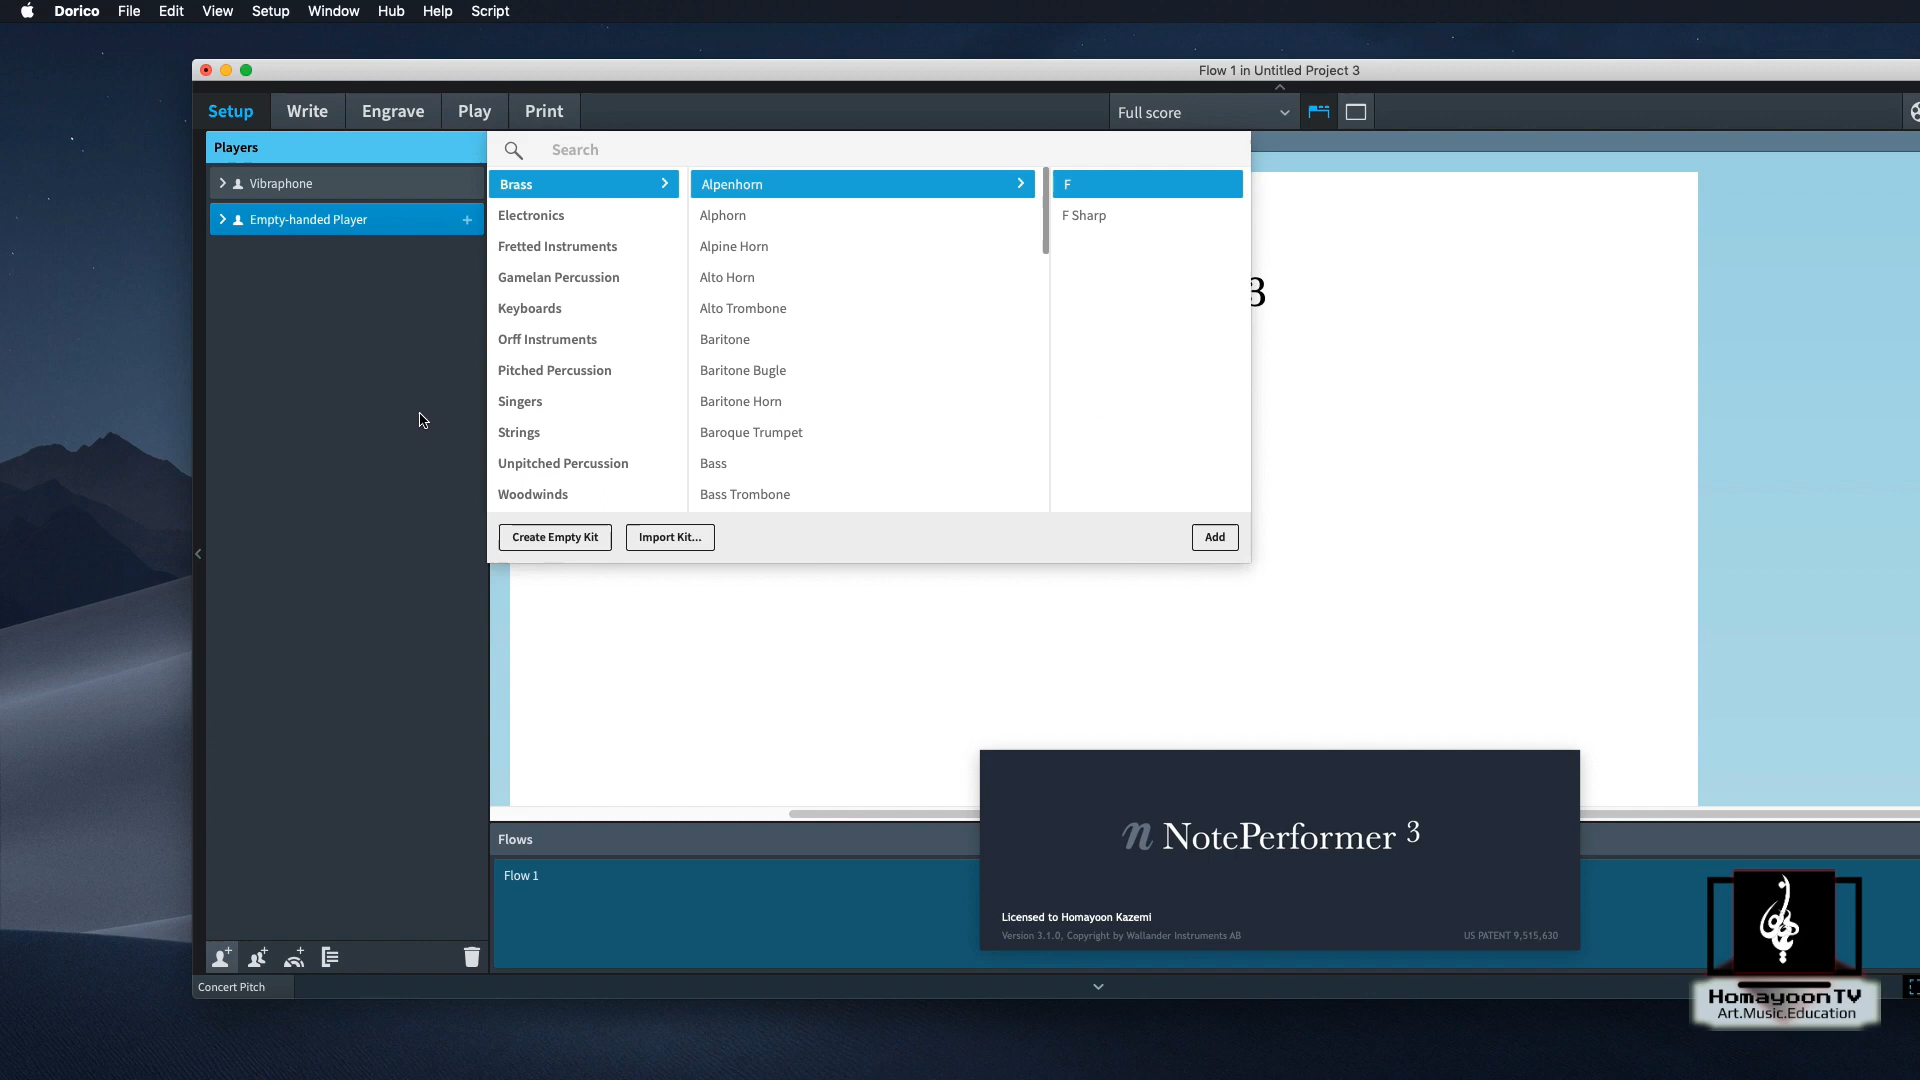 Dorico File Edit View Setup Window Hub Help Script
Flow 1 in Untitled Project 3
Setup Write Engrave Play Print
Full score
Players
Vibraphone
Empty-handed Player
Search
Brass
Electronics
Fretted Instruments
Gamelan Percussion
Keyboards
Orff Instruments
Pitched Percussion
Singers
Strings
Unpitched Percussion
Woodwinds
Alpenhorn
Alphorn
Alpine Horn
Alto Horn
Alto Trombone
Baritone
Baritone Bugle
Baritone Horn
Baroque Trumpet
Bass
Bass Trombone
F
F Sharp
Create Empty Kit
Import Kit...
Add
3
Flows
Flow 1
n NotePerformer 3
Licensed to Homayoon Kazemi
Version 3.1.0, Copyright by Wallander Instruments AB
US PATENT 9,515,630
Concert Pitch
HomayoonTV
Art.Music.Education